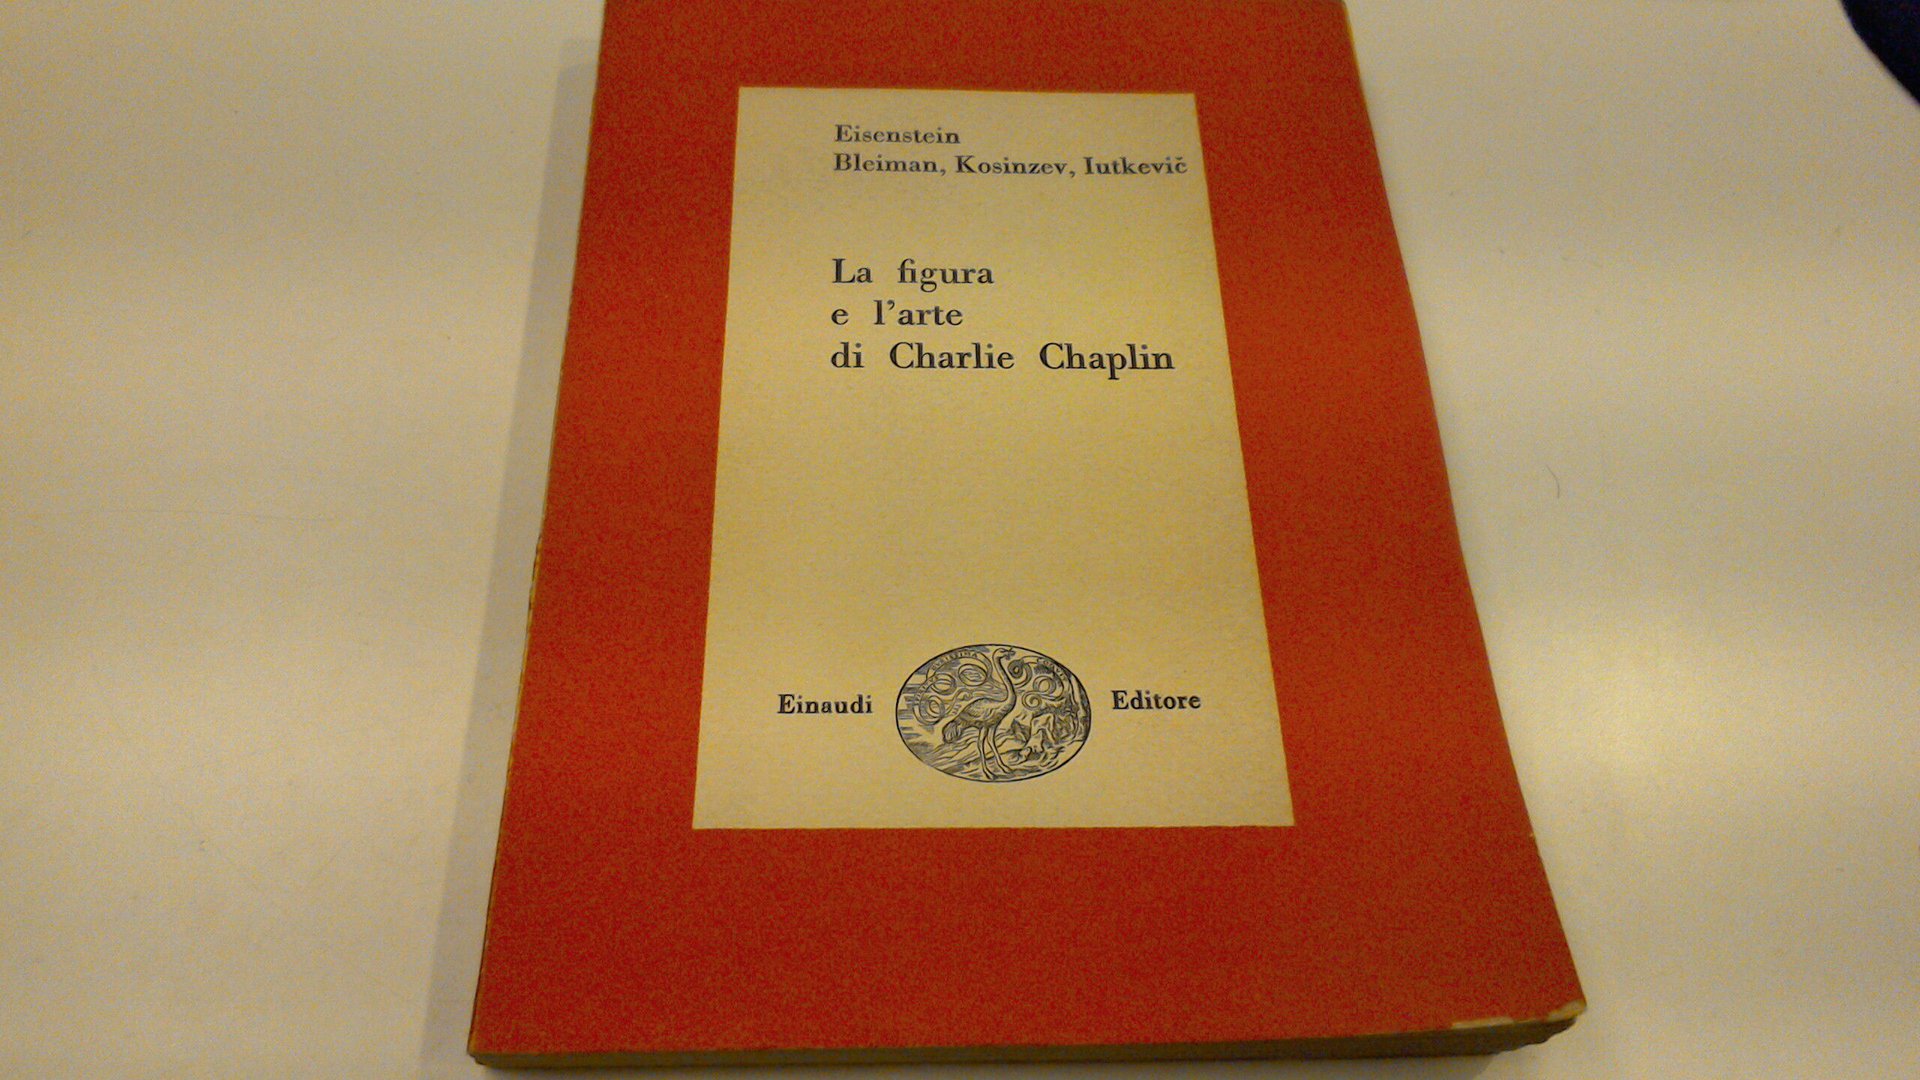 Eisenstein
Bleiman, Kosinzev, Iutkevič
La figura
e l'arte
di Charlie Chaplin
Einaudi
Editore